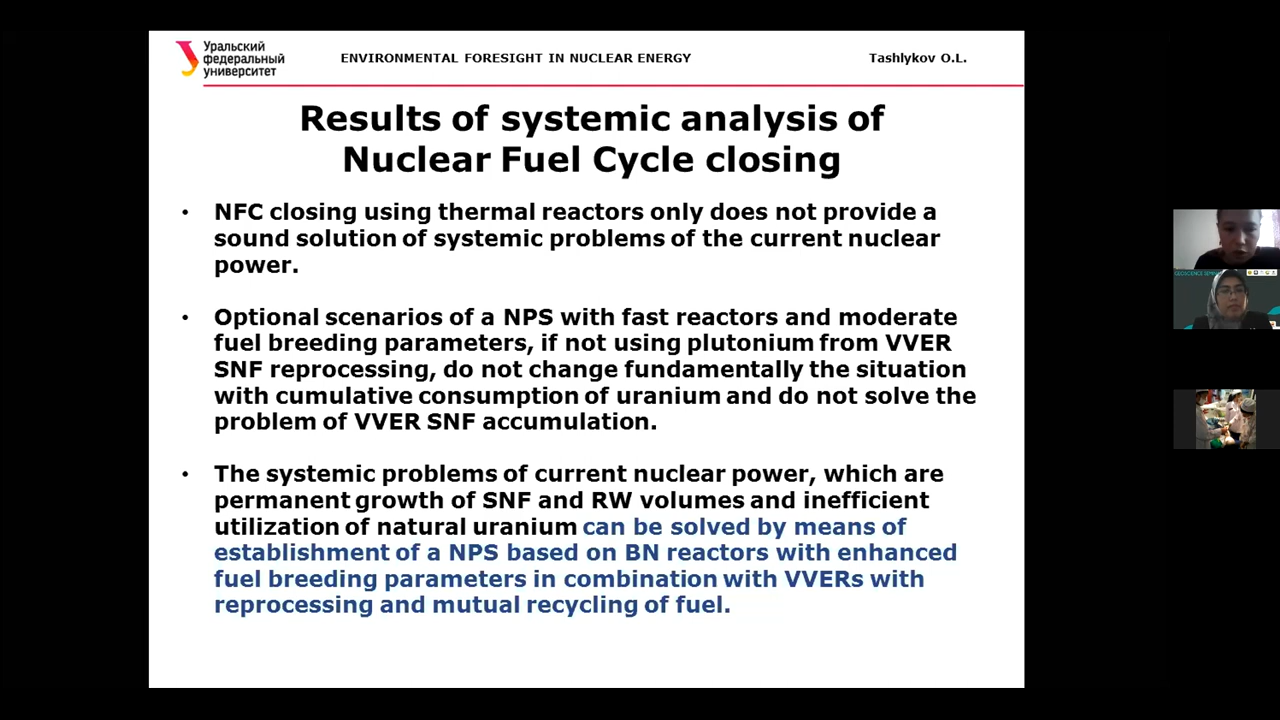 Уральский
федеральный
университет
ENVIRONMENTAL FORESIGHT IN NUCLEAR ENERGY
Tashlykov O.L.
Results of systemic analysis of
Nuclear Fuel Cycle closing
• NFC closing using thermal reactors only does not provide a
sound solution of systemic problems of the current nuclear
power.
• Optional scenarios of a NPS with fast reactors and moderate
fuel breeding parameters, if not using plutonium from VVER
SNF reprocessing, do not change fundamentally the situation
with cumulative consumption of uranium and do not solve the
problem of VVER SNF accumulation.
• The systemic problems of current nuclear power, which are
permanent growth of SNF and RW volumes and inefficient
utilization of natural uranium can be solved by means of
establishment of a NPS based on BN reactors with enhanced
fuel breeding parameters in combination with VVERs with
reprocessing and mutual recycling of fuel.